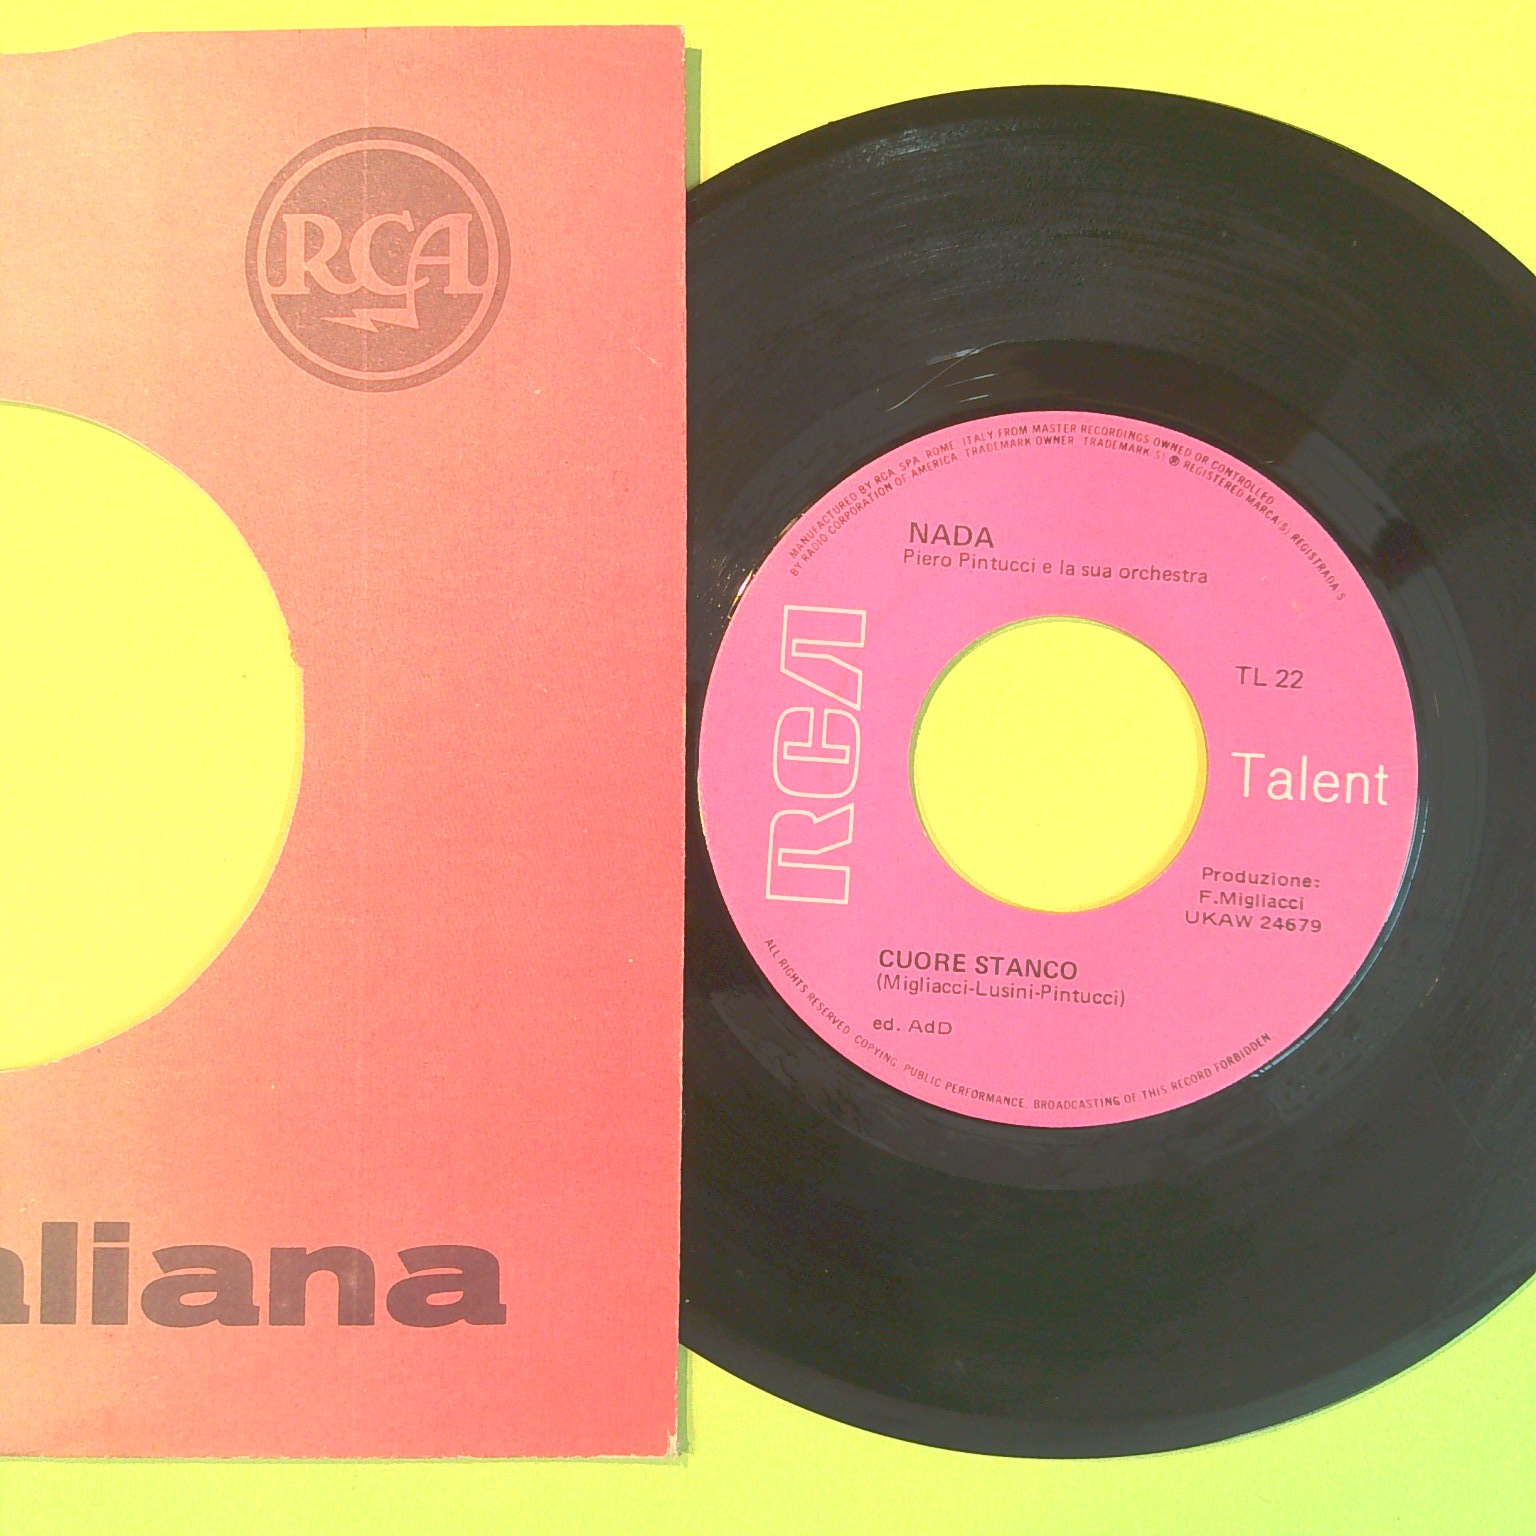 RCA
aliana
MANUFACTURED BY RCA SPA. ROME. ITALY FROM MASTER RECORDINGS OWNED OR CONTROLLED
BY RADIO CORPORATION OF AMERICA. TRADEMARK OWNER. TRADEMARK(S) ® REGISTERED MARCA(S) REGISTRADA S
NADA
Piero Pintucci e la sua orchestra
RCA
TL 22
Talent
Produzione:
F.Migliacci
UKAW 24679
CUORE STANCO
(Migliacci-Lusini-Pintucci)
ed. AdD
ALL RIGHTS RESERVED. COPYING. PUBLIC PERFORMANCE. BROADCASTING OF THIS RECORD FORBIDDEN